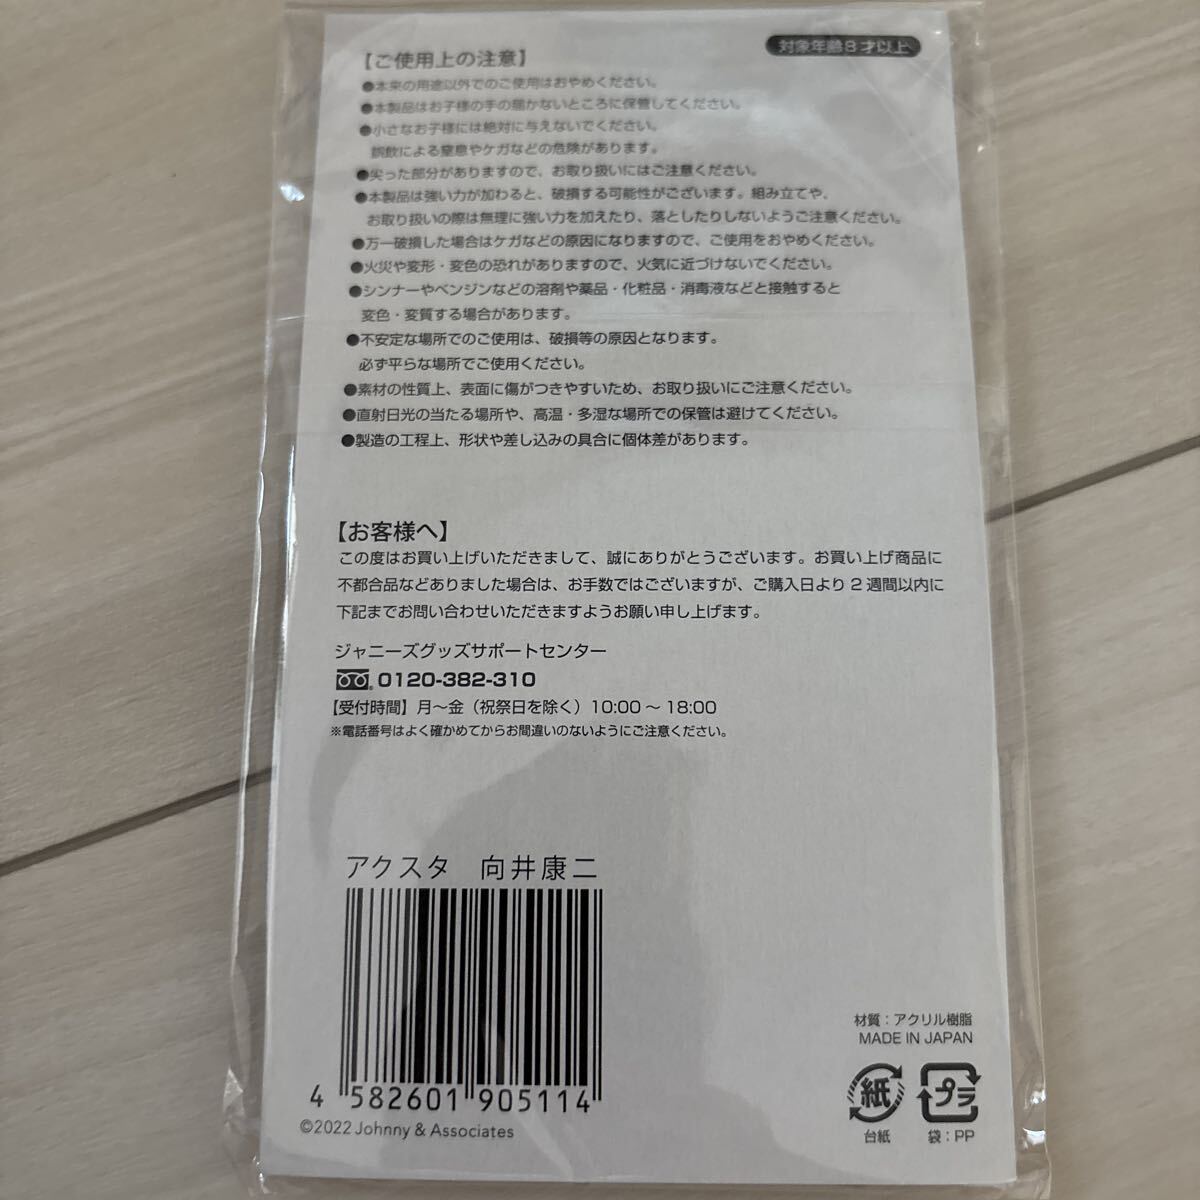 対象年齢8才以上
【ご使用上の注意】
●本来の用途以外でのご使用はおやめください。
●本製品はお子様の手の届かないところに保管してください。
●小さなお子様には絶対に与えないでください。
誤飲による窒息やケガなどの危険があります。
●尖った部分がありますので、お取り扱いにはご注意ください。
●本製品は強い力が加わると、破損する可能性がございます。組み立てや、
お取り扱いの際は無理に強い力を加えたり、落としたりしないようご注意ください。
●万一破損した場合はケガなどの原因になりますので、ご使用をおやめください。
●火災や変形・変色の恐れがありますので、火気に近づけないでください。
●シンナーやベンジンなどの溶剤や薬品・化粧品・消毒液などと接触すると
変色・変質する場合があります。
●不安定な場所でのご使用は、破損等の原因となります。
必ず平らな場所でご使用ください。
●素材の性質上、表面に傷がつきやすいため、お取り扱いにご注意ください。
●直射日光の当たる場所や、高温・多湿な場所での保管は避けてください。
●製造の工程上、形状や差し込みの具合に個体差があります。
【お客様へ】
この度はお買い上げいただきまして、誠にありがとうございます。お買い上げ商品に
不都合品などありました場合は、お手数ではございますが、ご購入日より2週間以内に
下記までお問い合わせいただきますようお願い申し上げます。
ジャニーズグッズサポートセンター
0120-382-310
【受付時間】月～金（祝祭日を除く）10:00～18:00
※電話番号はよく確かめてからお間違いのないようにご注意ください。
アクスタ　向井康二
4 582601 905114
©2022 Johnny & Associates
材質：アクリル樹脂
MADE IN JAPAN
紙 プラ
台紙 袋：PP